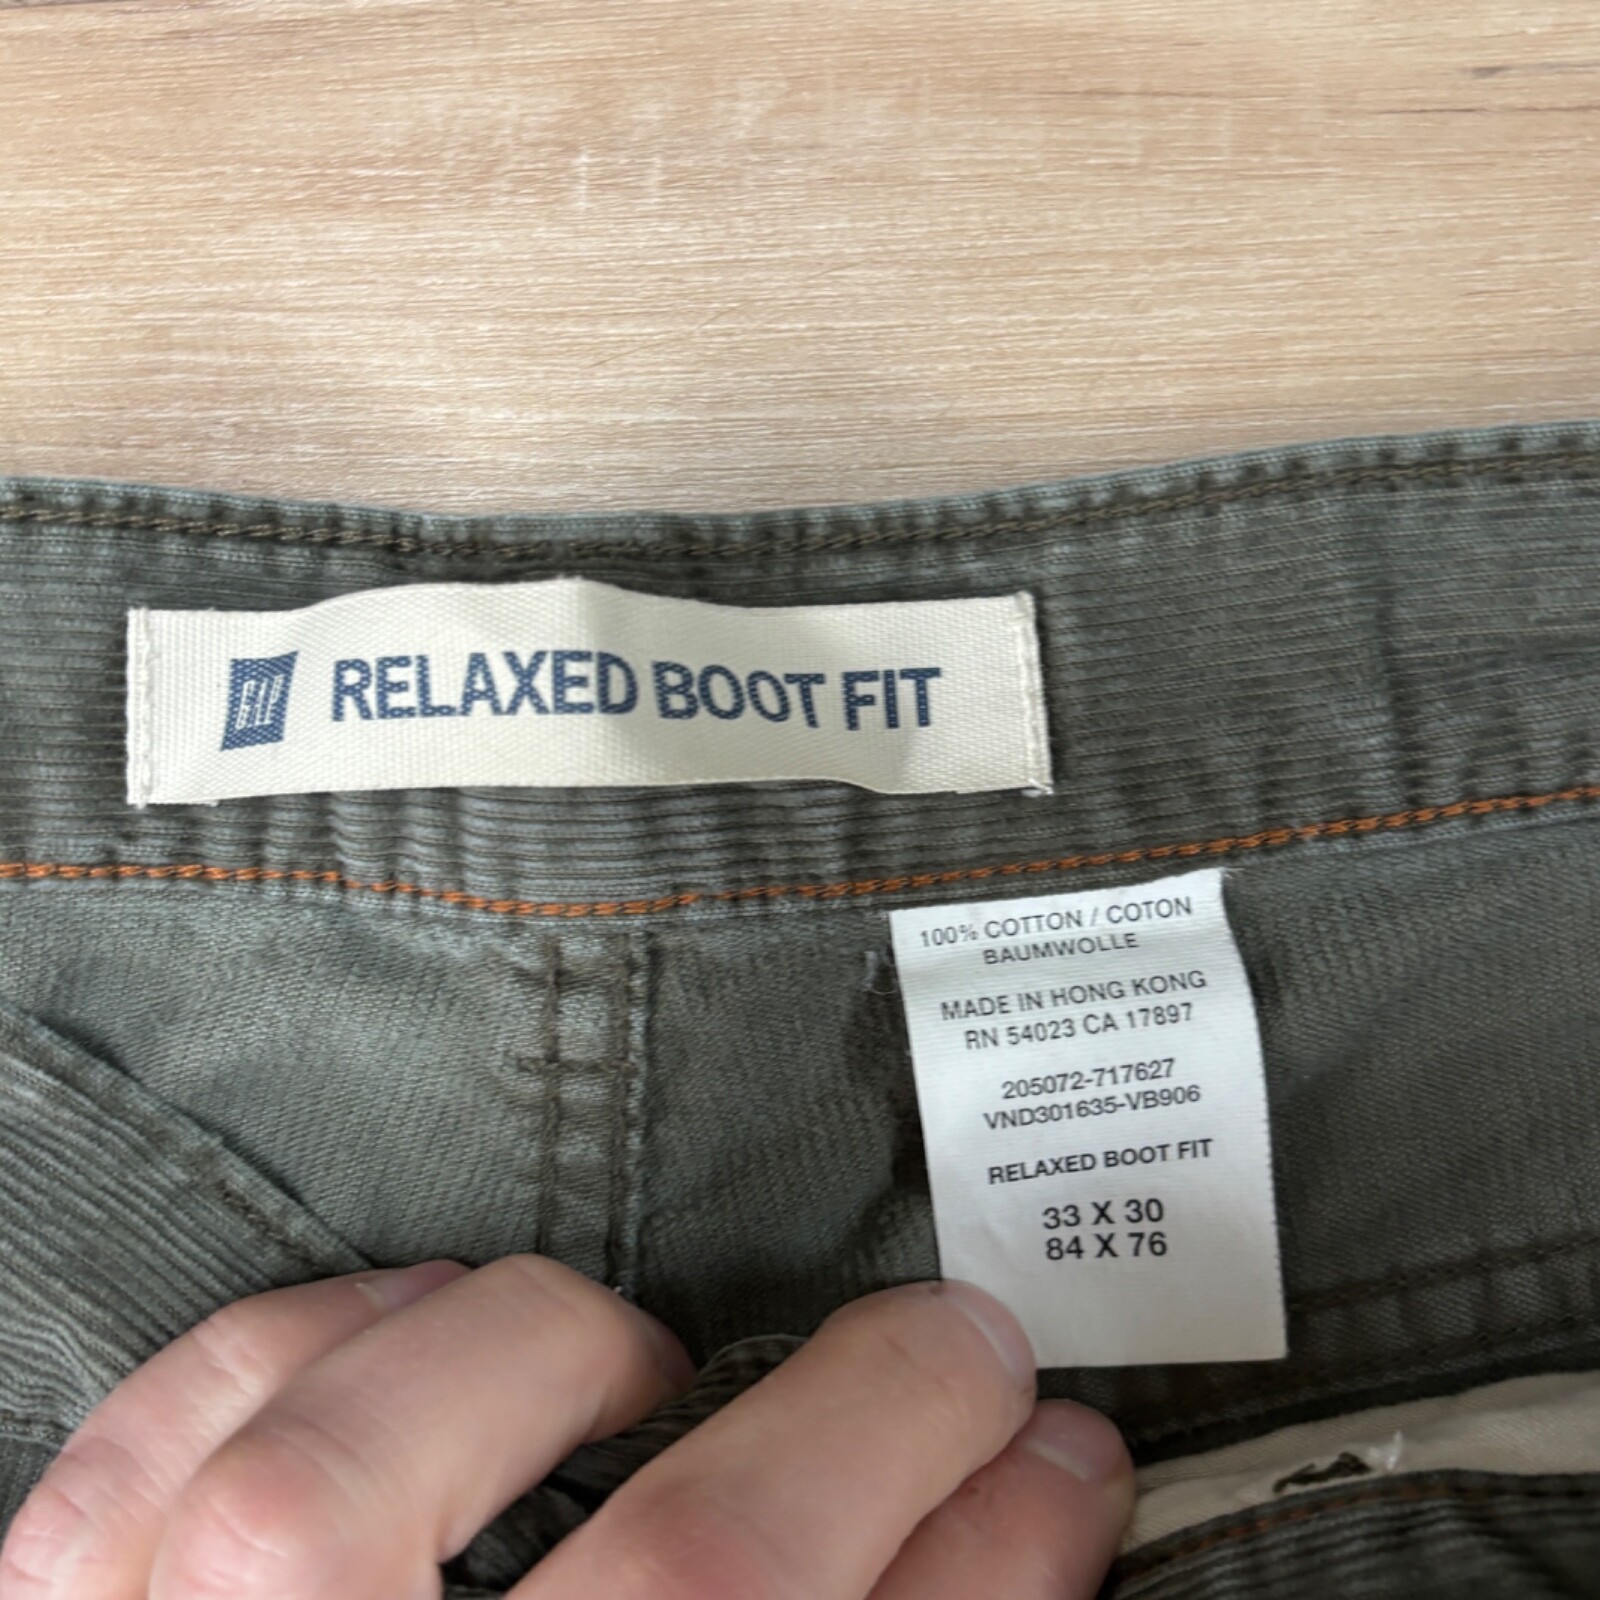 GAP RELAXED BOOT FIT
100% COTTON / COTON
BAUMWOLLE
MADE IN HONG KONG
RN 54023 CA 17897
205072-717627
VND301635-VB906
RELAXED BOOT FIT
33 X 30
84 X 76